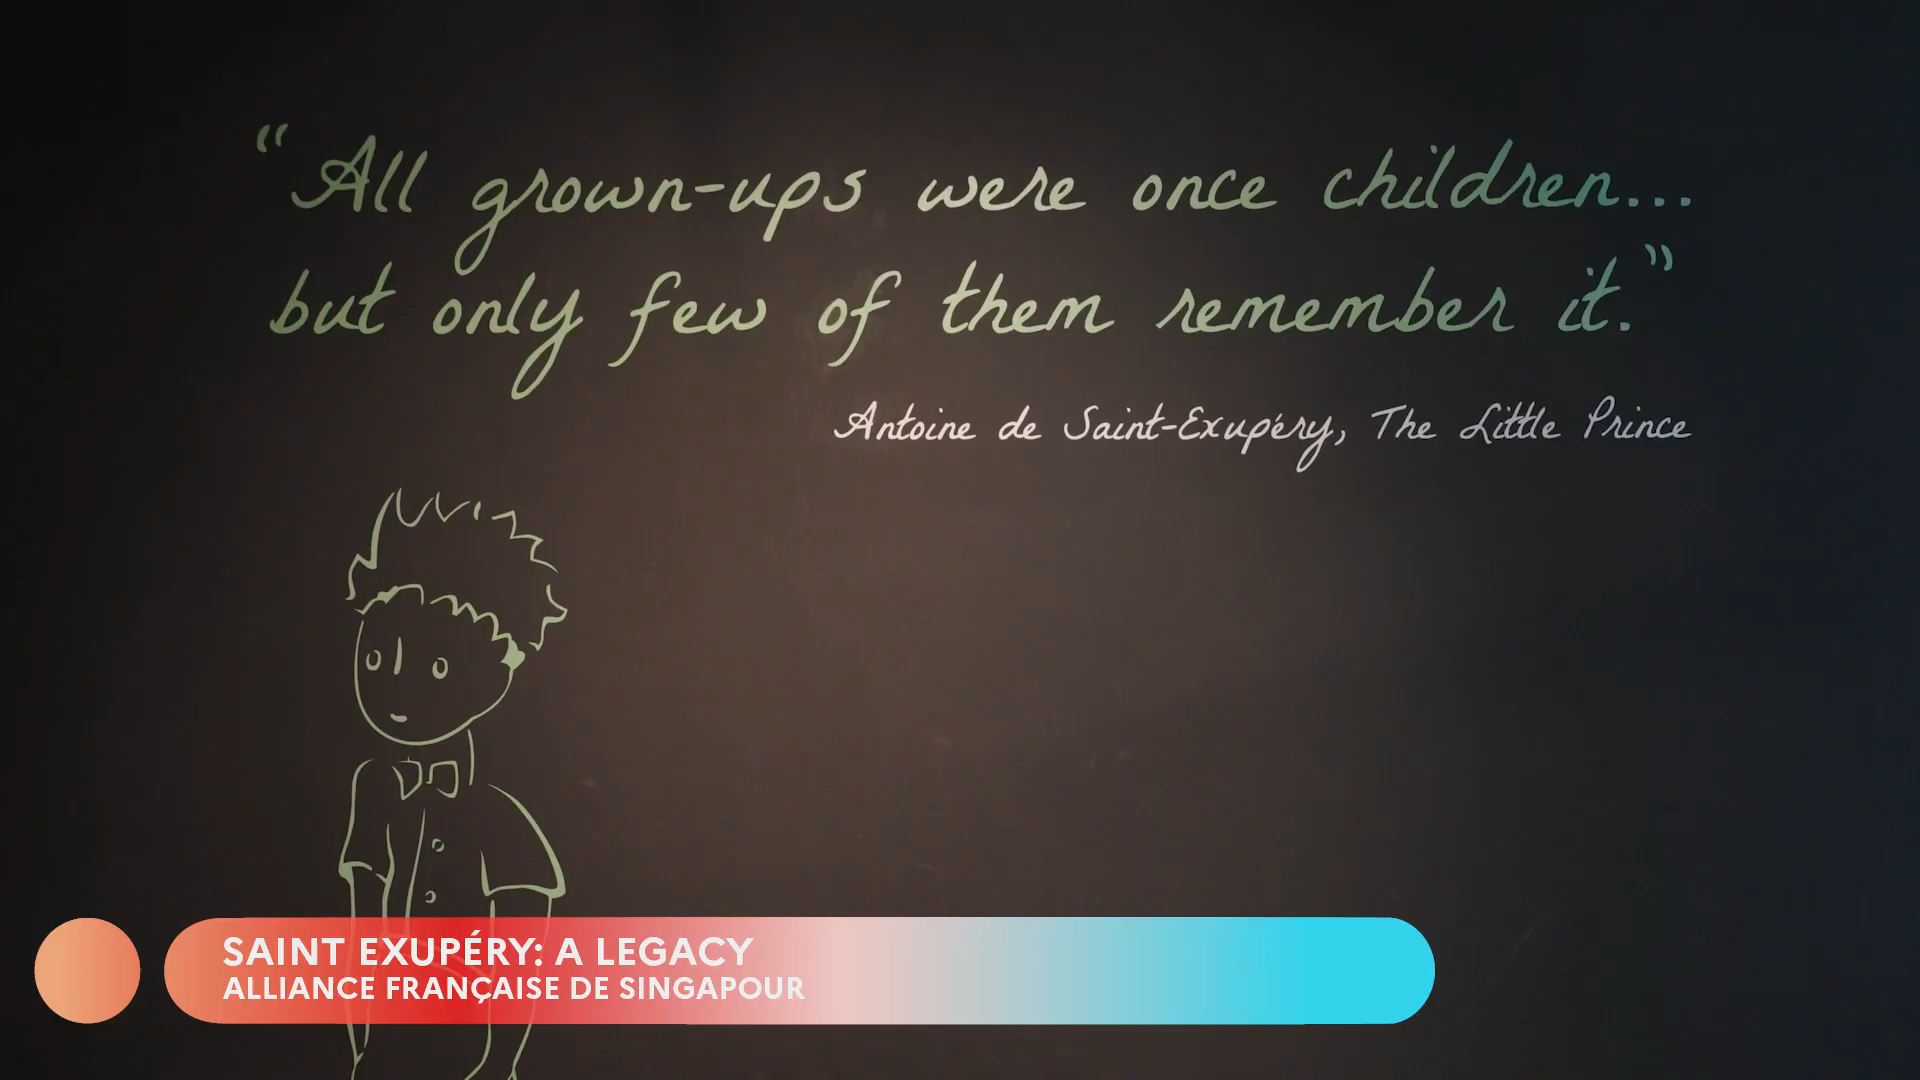 “All grown-ups were once children...
but only few of them remember it.”
Antoine de Saint-Exupéry, The Little Prince
SAINT EXUPÉRY: A LEGACY
ALLIANCE FRANÇAISE DE SINGAPOUR